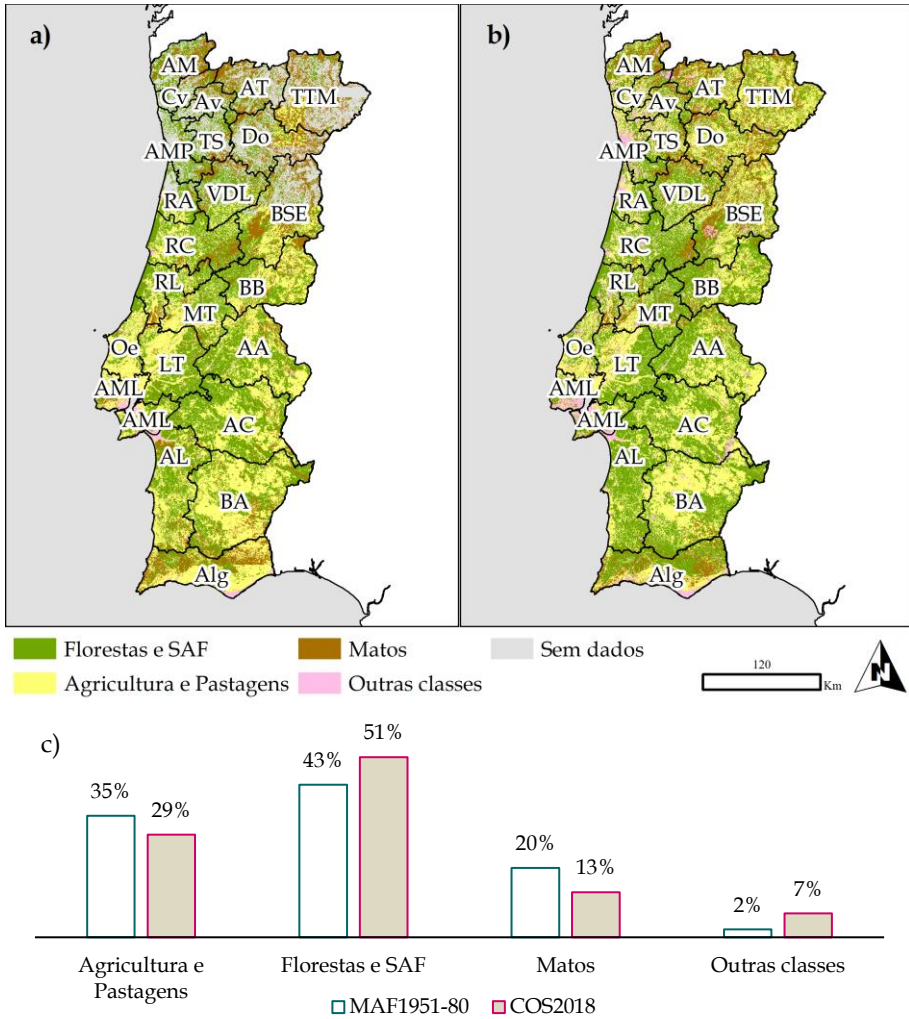 a)
AM
Cv
Av
AT
TTM
AMP
TS
Do
RA
VDL
BSE
RC
RL
MT
BB
Oe
LT
AA
AML
AML
AC
AL
BA
Alg
b)
AM
Cv
Av
AT
TTM
AMP
TS
Do
RA
VDL
BSE
RC
RL
MT
BB
Oe
LT
AA
AML
AML
AC
AL
BA
Alg
Florestas e SAF
Matos
Sem dados
Agricultura e Pastagens
Outras classes
120
Km
N
c)
35%
29%
43%
51%
20%
13%
2%
7%
Agricultura e
Pastagens
Florestas e SAF
Matos
Outras classes
MAF1951-80
COS2018